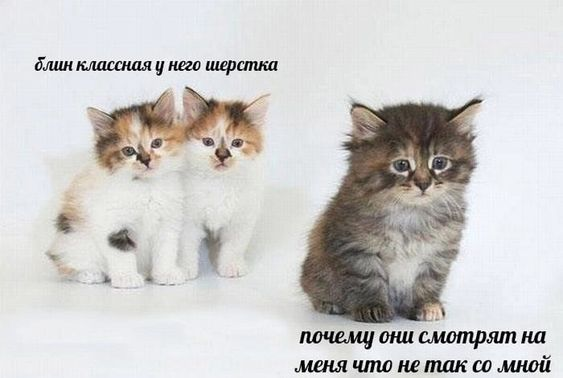 блин классная у него шерстка
почему они смотрят на
меня что не так со мной